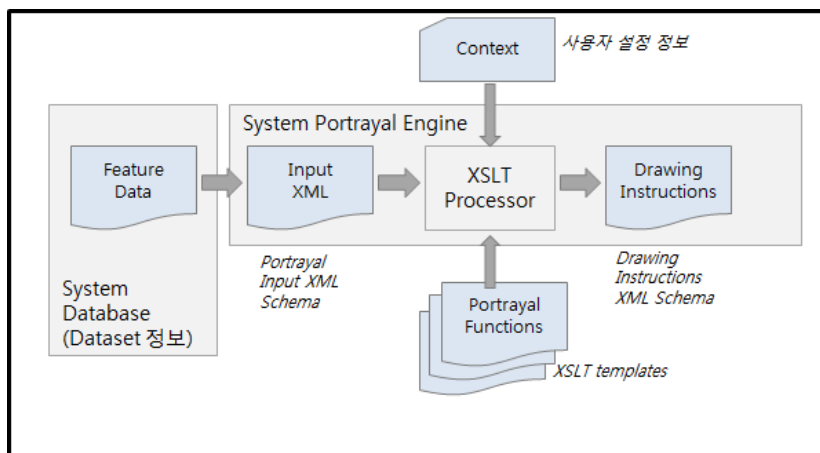 Context
사용자 설정 정보
System Portrayal Engine
Feature
Data
Input
XML
XSLT
Processor
Drawing
Instructions
Portrayal
Input XML
Schema
Drawing
Instructions
XML Schema
System
Database
(Dataset 정보)
Portrayal
Functions
XSLT templates